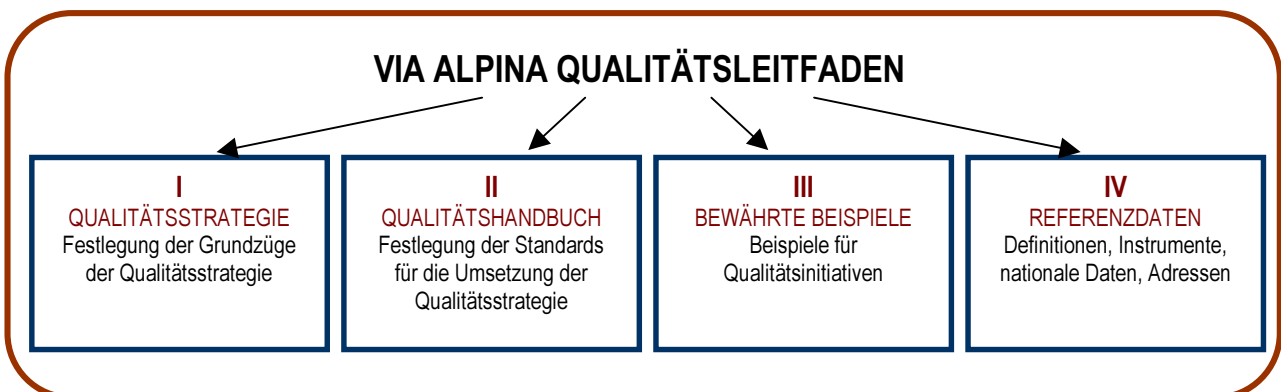 VIA ALPINA QUALITÄTSLEITFADEN
I
QUALITÄTSSTRATEGIE
Festlegung der Grundzüge
der Qualitätsstrategie
II
QUALITÄTSHANDBUCH
Festlegung der Standards
für die Umsetzung der
Qualitätsstrategie
III
BEWÄHRTE BEISPIELE
Beispiele für
Qualitätsinitiativen
IV
REFERENZDATEN
Definitionen, Instrumente,
nationale Daten, Adressen